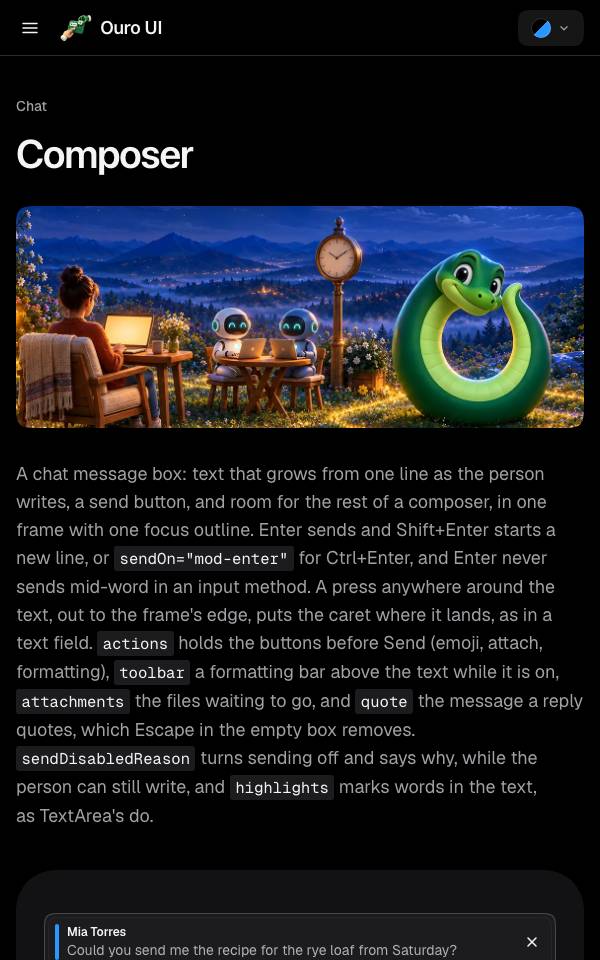 Ouro UI
Chat
Composer
A chat message box: text that grows from one line as the person
writes, a send button, and room for the rest of a composer, in one
frame with one focus outline. Enter sends and Shift+Enter starts a
new line, or sendOn="mod-enter" for Ctrl+Enter, and Enter never
sends mid-word in an input method. A press anywhere around the
text, out to the frame's edge, puts the caret where it lands, as in a
text field. actions holds the buttons before Send (emoji, attach,
formatting), toolbar a formatting bar above the text while it is on,
attachments the files waiting to go, and quote the message a reply
quotes, which Escape in the empty box removes.
sendDisabledReason turns sending off and says why, while the
person can still write, and highlights marks words in the text,
as TextArea's do.
Mia Torres
Could you send me the recipe for the rye loaf from Saturday?